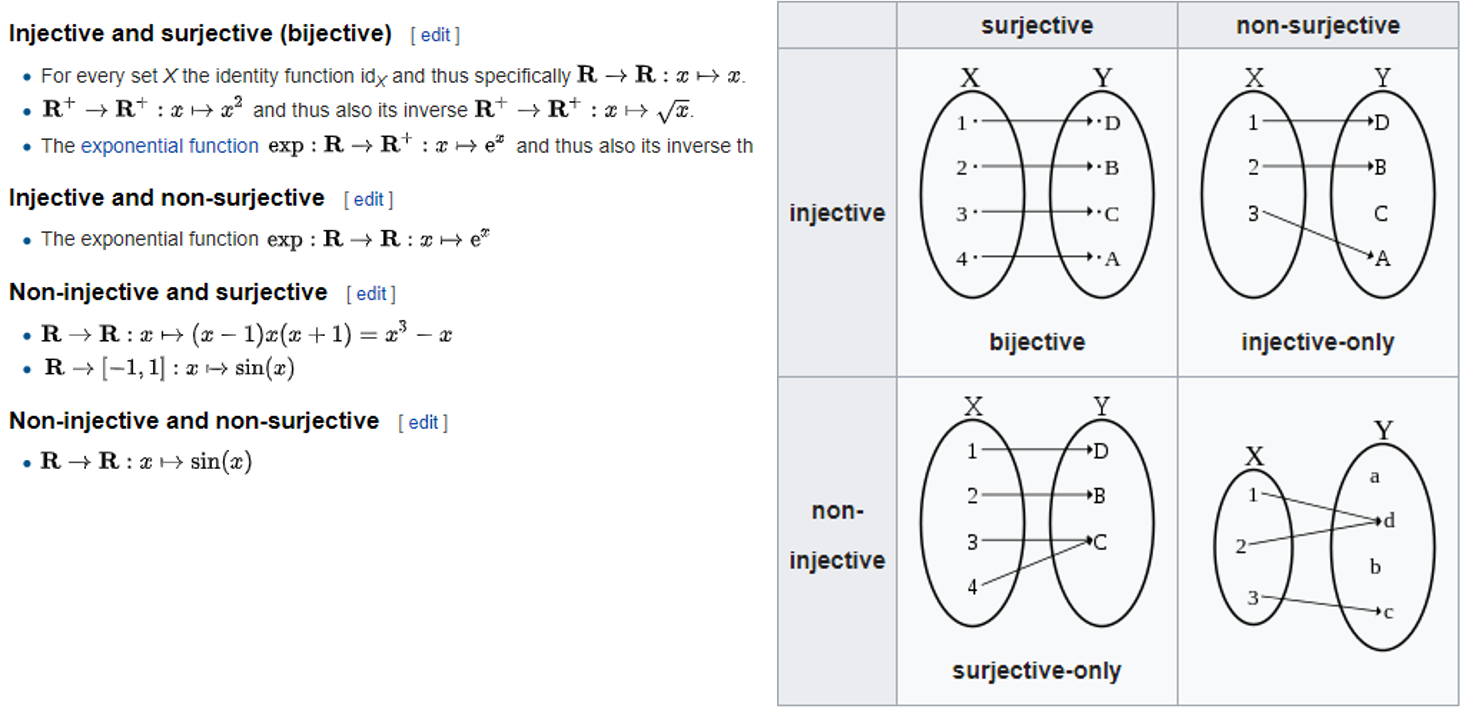 Injective and surjective (bijective) [ edit ]
• For every set X the identity function id_X and thus specifically R → R : x ↦ x.
• R⁺ → R⁺ : x ↦ x² and thus also its inverse R⁺ → R⁺ : x ↦ √x.
• The exponential function exp : R → R⁺ : x ↦ eˣ and thus also its inverse th
Injective and non-surjective [ edit ]
• The exponential function exp : R → R : x ↦ eˣ
Non-injective and surjective [ edit ]
• R → R : x ↦ (x − 1)x(x + 1) = x³ − x
• R → [−1, 1] : x ↦ sin(x)
Non-injective and non-surjective [ edit ]
• R → R : x ↦ sin(x)
surjective non-surjective
injective
X Y
1 D
2 B
3 C
4 A
bijective
X Y
1 D
2 B
3 C
A
injective-only
non-
injective
X Y
1 D
2 B
3 C
4
surjective-only
X Y
a
1 d
2 b
3 c